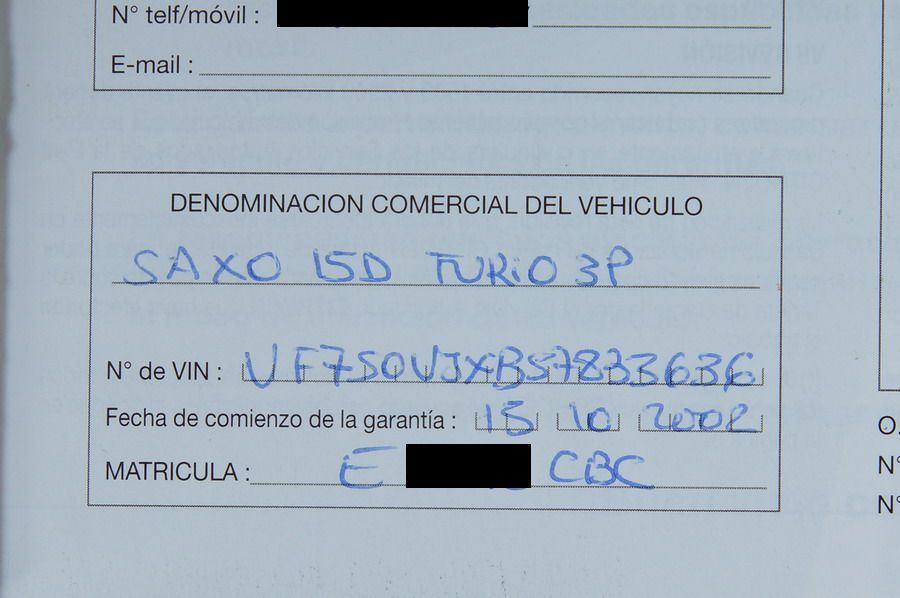 N° telf/móvil :
E-mail :
DENOMINACION COMERCIAL DEL VEHICULO
SAXO 15D TURIO 3P
N° de VIN : VF7S0VJXB57833636
Fecha de comienzo de la garantía : 15 10 2002
MATRICULA : E CBC
O.
N°
N°